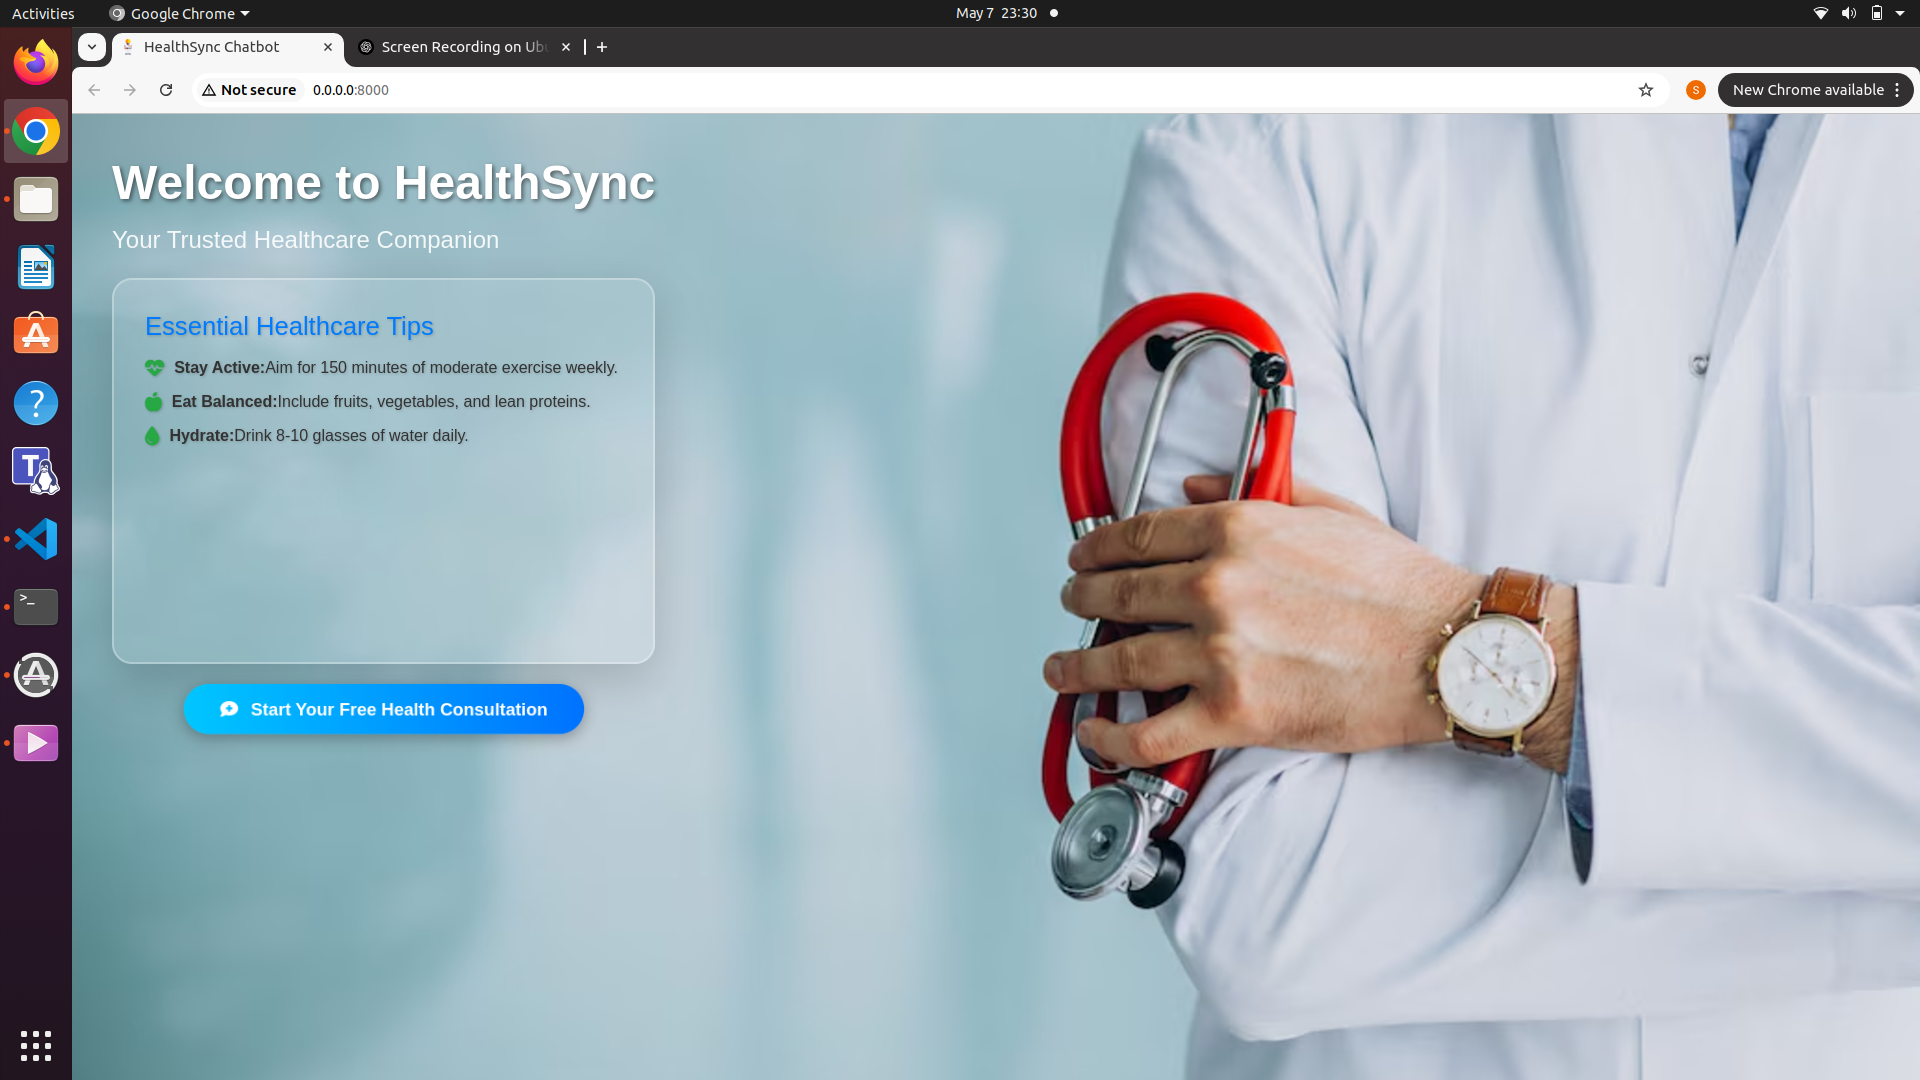 Activities
Google Chrome
May 7 23:30
HealthSync Chatbot
Screen Recording on Ub
Not secure
0.0.0.0:8000
S
New Chrome available
Welcome to HealthSync
Your Trusted Healthcare Companion
Essential Healthcare Tips
Stay Active:Aim for 150 minutes of moderate exercise weekly.
Eat Balanced:Include fruits, vegetables, and lean proteins.
Hydrate:Drink 8-10 glasses of water daily.
Start Your Free Health Consultation